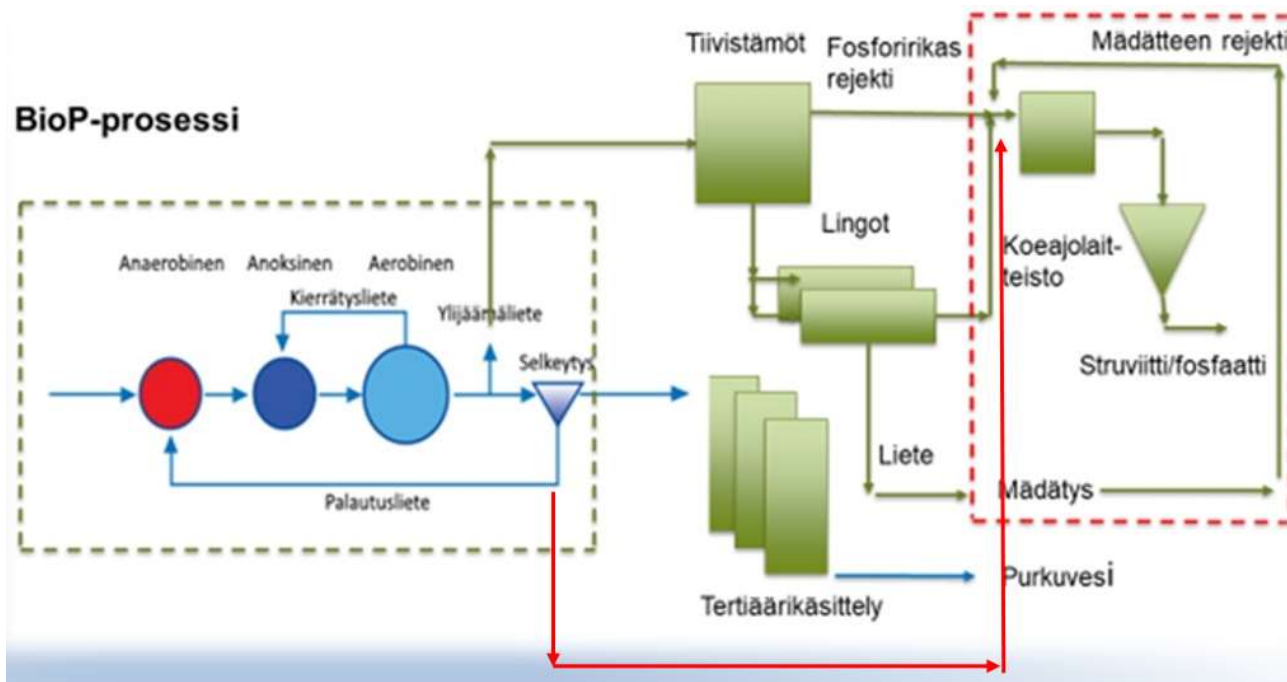 BioP-prosessi
Anaerobinen
Anoksinen
Aerobinen
Kierrätysliete
Ylijäämäliete
Selkeytys
Palautusliete
Tiivistämöt
Fosforirikas
rejekti
Lingot
Liete
Tertiäärikäsittely
Mädätteen rejekti
Koeajolait-
teisto
Struviitti/fosfaatti
Mädätys
Purkuvesi